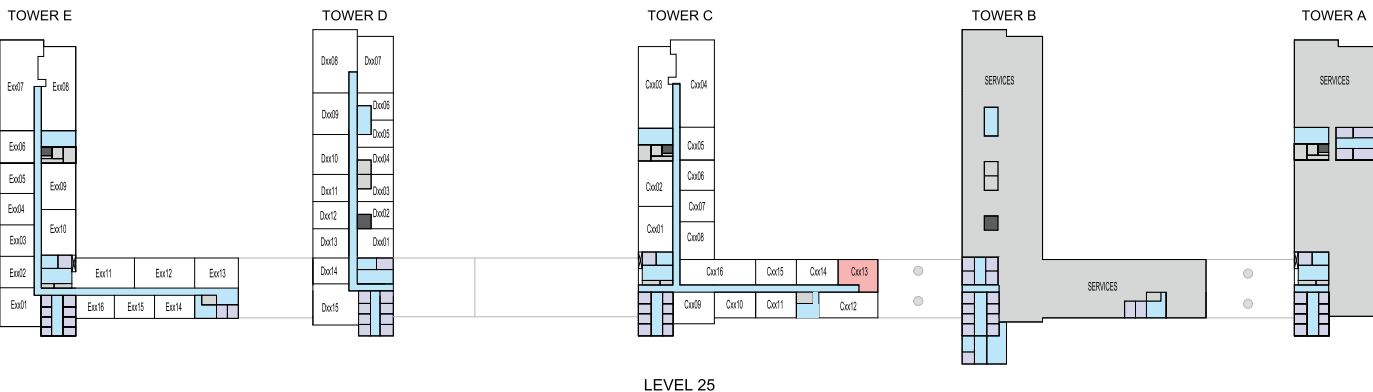 TOWER E
TOWER D
TOWER C
TOWER B
TOWER A
Exx07
Exx08
Exx06
Exx05
Exx09
Exx04
Exx03
Exx10
Exx02
Exx11
Exx12
Exx13
Exx01
Exx16
Exx15
Exx14
Dxx08
Dxx07
Dxx06
Dxx09
Dxx05
Dxx10
Dxx04
Dxx11
Dxx03
Dxx12
Dxx02
Dxx13
Dxx01
Dxx14
Dxx15
Cxx03
Cxx04
Cxx05
Cxx02
Cxx06
Cxx07
Cxx01
Cxx08
Cxx16
Cxx15
Cxx14
Cxx13
Cxx09
Cxx10
Cxx11
Cxx12
SERVICES
SERVICES
SERVICES
LEVEL 25